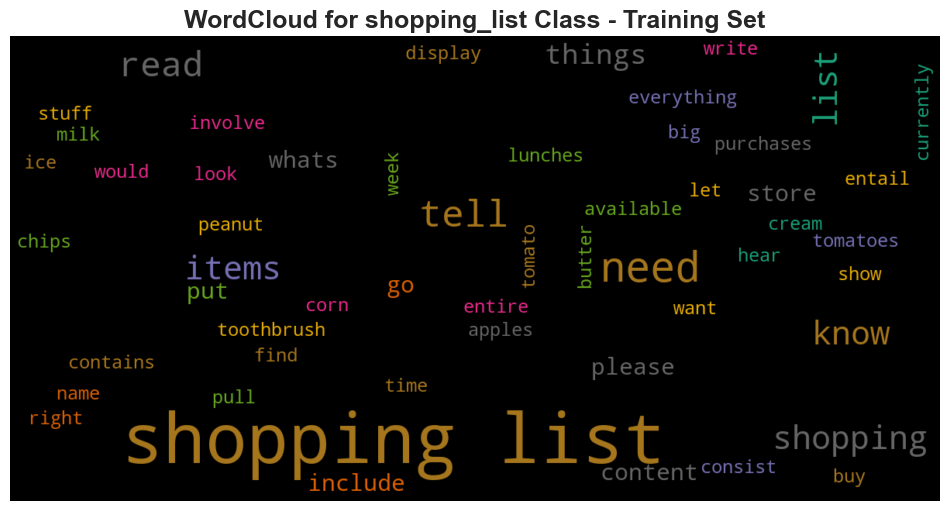 WordCloud for shopping_list Class - Training Set
read
display
things
write
list
currently
stuff
milk
involve
everything
big
purchases
ice
would
look
whats
week
lunches
let
store
entail
peanut
tell
available
cream
chips
items
put
go
tomato
butter
need
hear
tomatoes
show
corn
entire
want
toothbrush
apples
know
contains
find
please
name
pull
time
right
shopping list
shopping
include
content
consist
buy